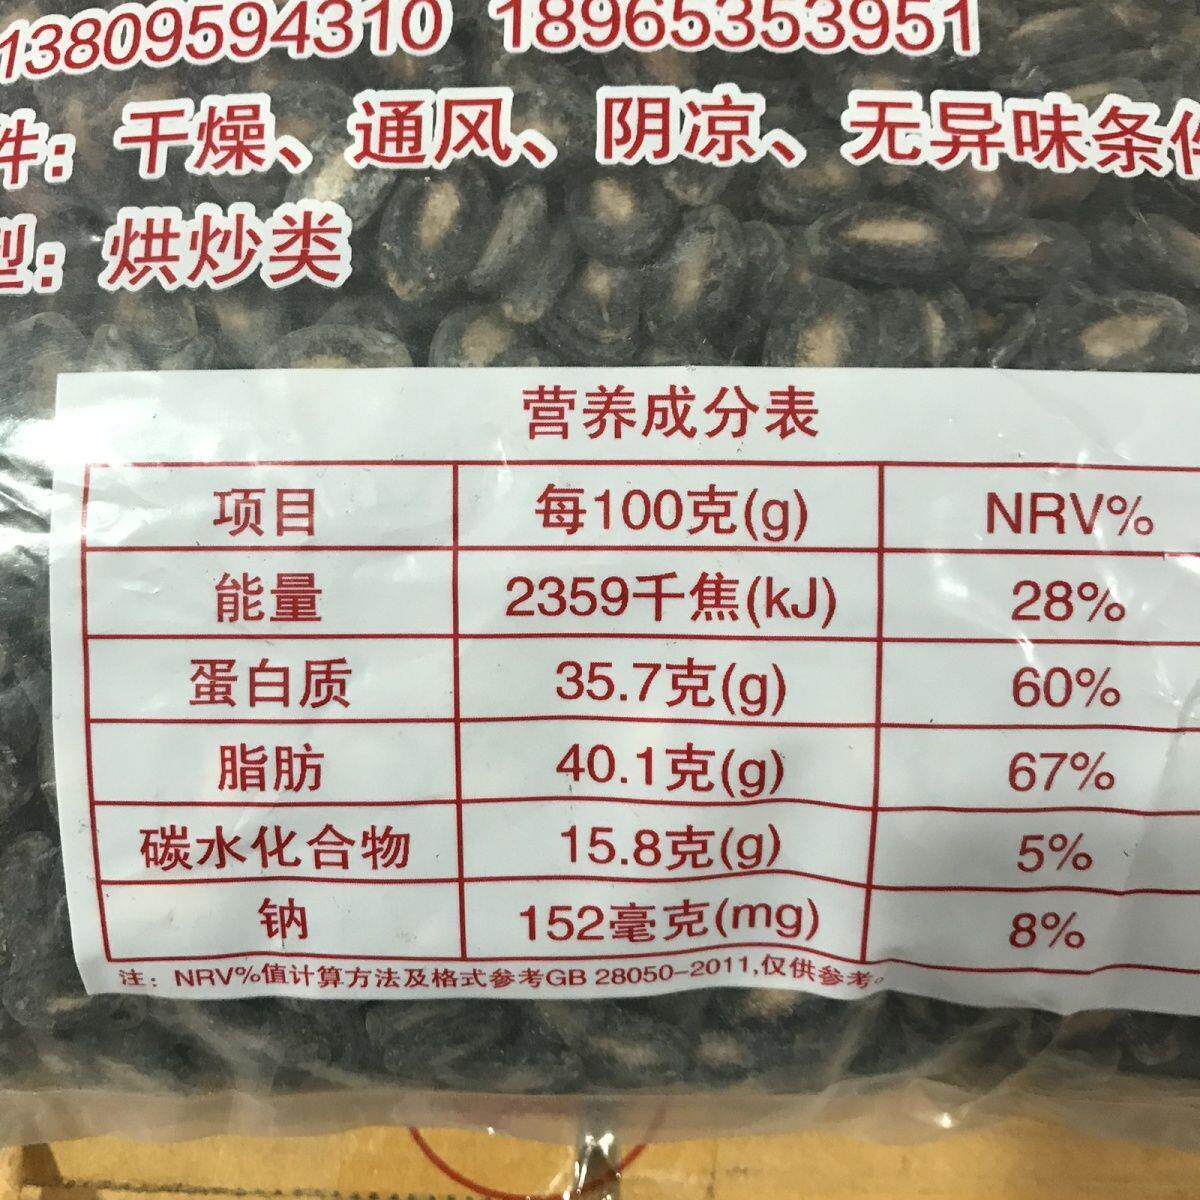 13809594310 18965353951
件：干燥、通风、阴凉、无异味条件
型：烘炒类
营养成分表
项目 每100克(g) NRV%
能量 2359千焦(kJ) 28%
蛋白质 35.7克(g) 60%
脂肪 40.1克(g) 67%
碳水化合物 15.8克(g) 5%
钠 152毫克(mg) 8%
注：NRV%值计算方法及格式参考GB 28050-2011,仅供参考。